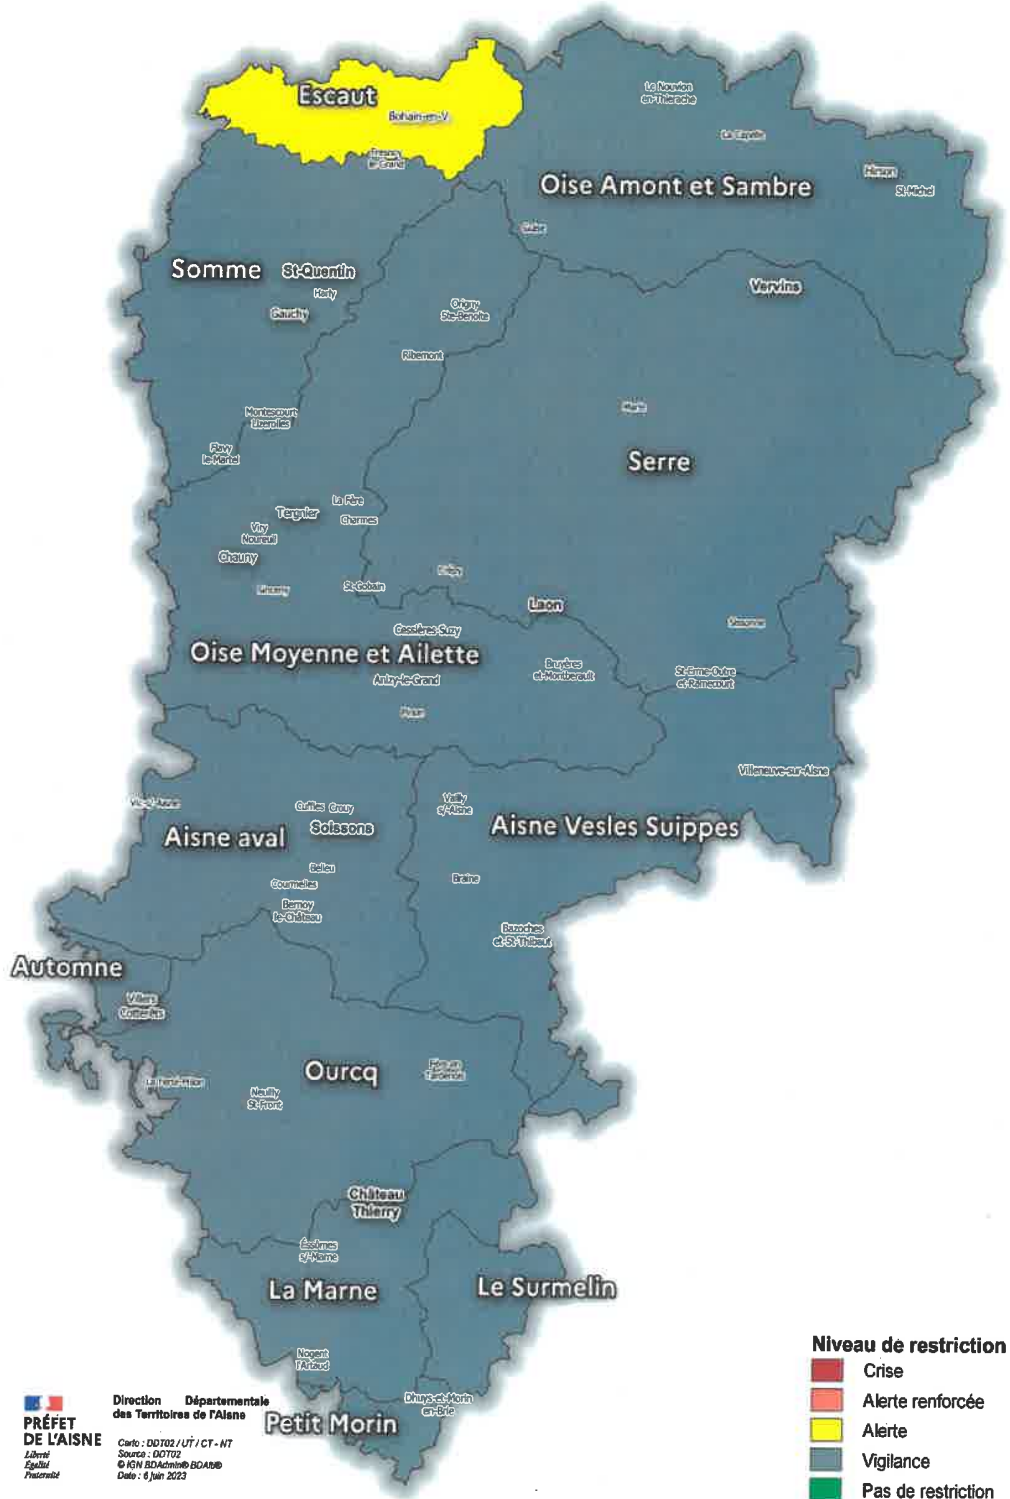 Escaut
Bohain-en-V.
Fresnoy
le-Grand
Le Nouvion
en-Thiérache
La Capelle
Hirson
St-Michel
Oise Amont et Sambre
Guise
Somme
St-Quentin
Harly
Gauchy
Origny
Ste-Benoîte
Vervins
Ribemont
Marle
Montescourt
Lizerolles
Flavy
le-Martel
Serre
La Fère
Tergnier
Charmes
Viry
Noureuil
Chauny
Sinceny
St-Gobain
Crépy
Laon
Sissonne
Cessières-Suzy
Oise Moyenne et Ailette
Anizy-le-Grand
Bruyères
et-Montberault
St-Erme-Outre
et-Ramecourt
Pinon
Villeneuve-sur-Aisne
Vic-s/-Aisne
Cuffies Crouy
Soissons
Vailly
s/-Aisne
Aisne Vesles Suippes
Aisne aval
Belleu
Courmelles
Braine
Bernoy
le-Château
Bazoches
et-St-Thibaut
Automne
Villers
Cotterêts
Ourcq
Fère en
Tardenois
La Ferté-Milon
Neuilly
St-Front
Château
Thierry
Éssômes
s/-Marne
La Marne
Le Surmelin
Nogent
l'Artaud
Dhuys-et-Morin
en-Brie
Petit Morin
Niveau de restriction
Crise
Alerte renforcée
Alerte
Vigilance
Pas de restriction
PRÉFET
DE L'AISNE
Liberté
Égalité
Fraternité
Direction Départementale
des Territoires de l'Aisne
Carto : DDT02 / UT / CT - NT
Source : DDT02
© IGN BDAdmin® BDAlti®
Date : 6 juin 2023